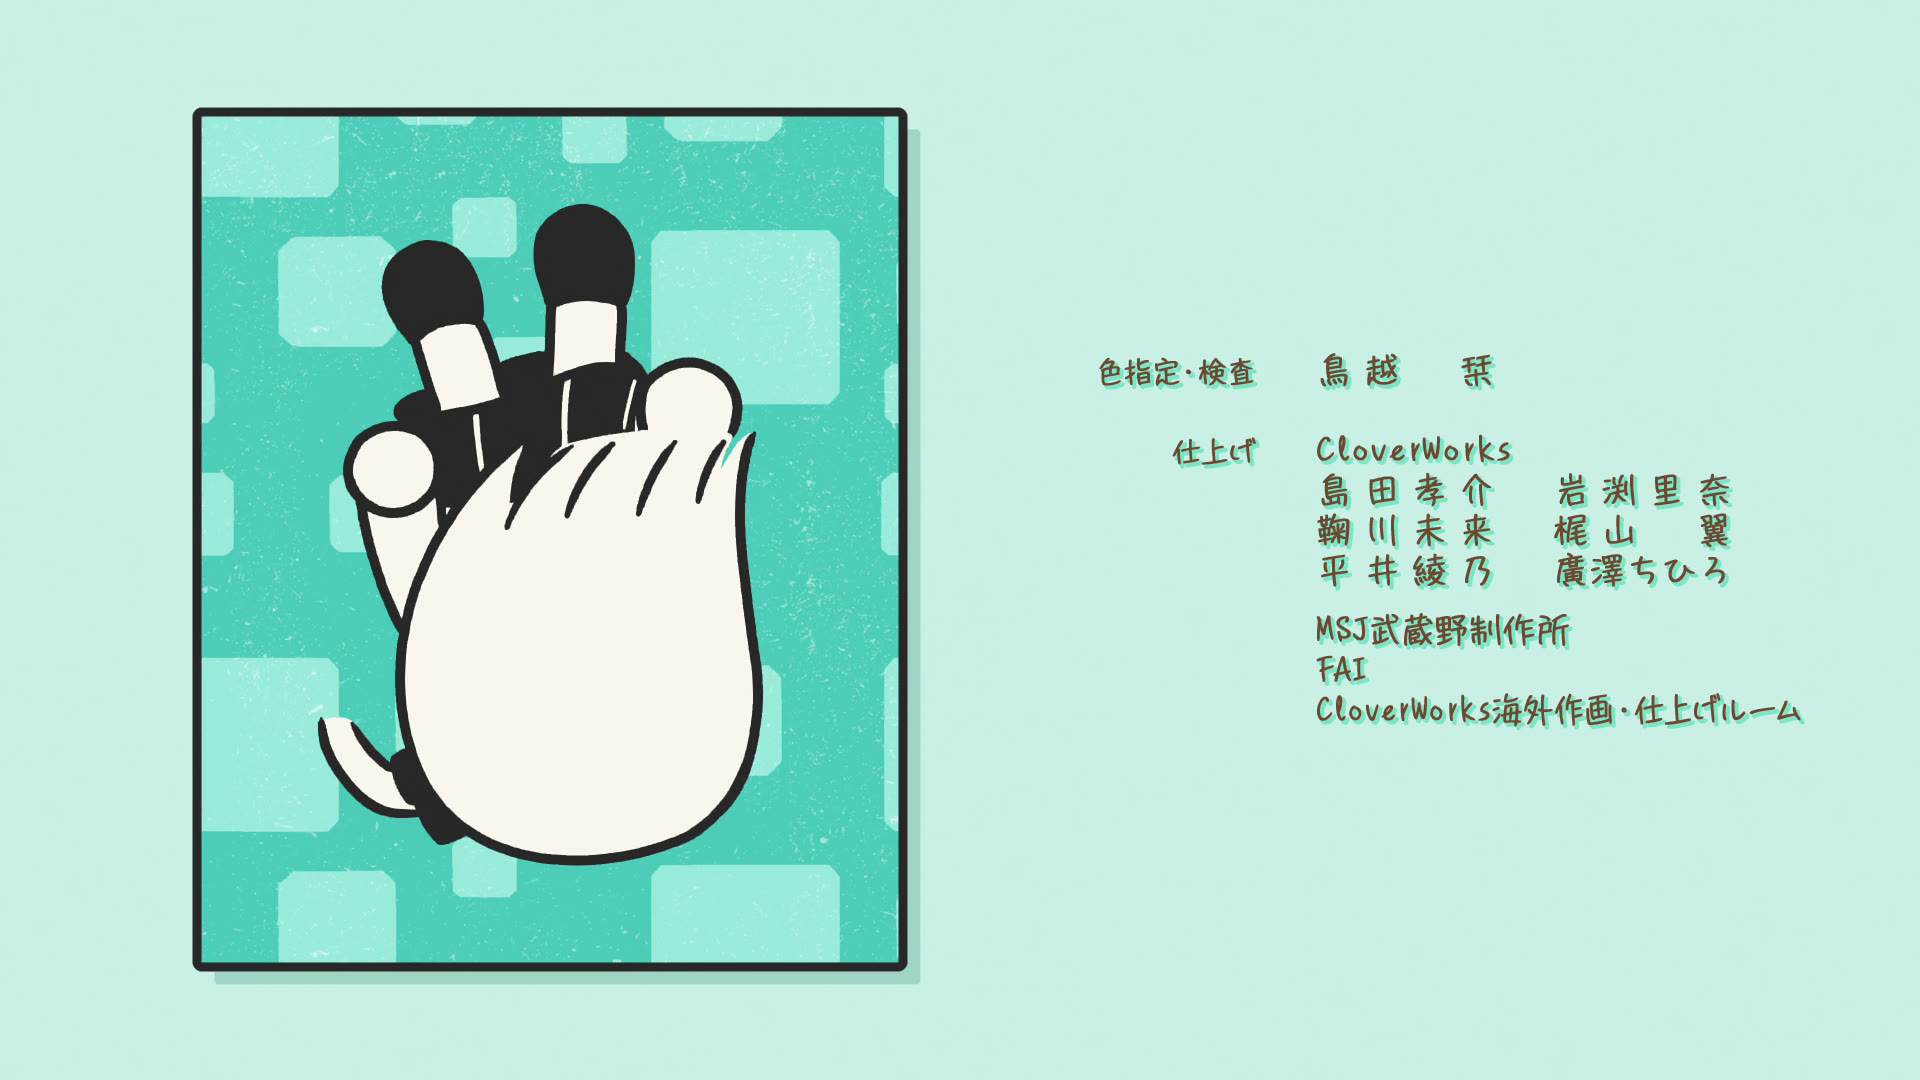 色指定・検査 鳥越 栞
仕上げ CloverWorks
島田孝介 岩渕里奈
鞠川未来 梶山 翼
平井綾乃 廣澤ちひろ
MSJ武蔵野制作所
FAI
CloverWorks海外作画・仕上げルーム